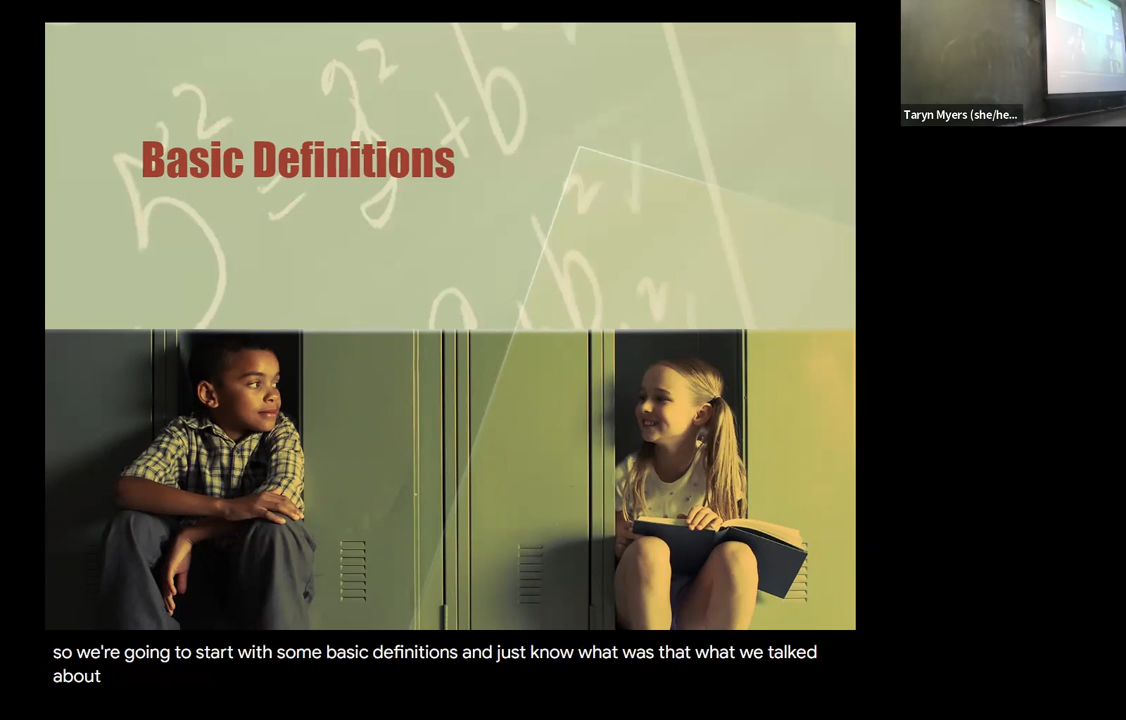 Basic Definitions
Taryn Myers (she/he...
so we're going to start with some basic definitions and just know what was that what we talked
about